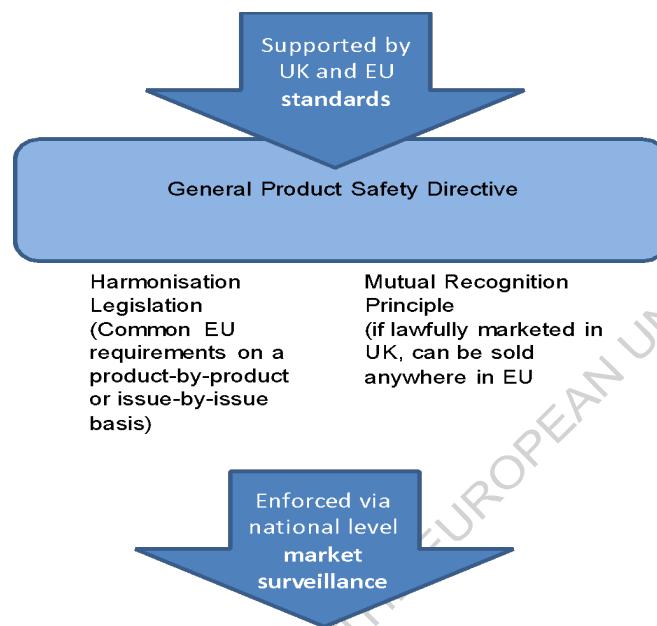 Supported by
UK and EU
standards
General Product Safety Directive
Harmonisation
Legislation
(Common EU
requirements on a
product-by-product
or issue-by-issue
basis)
Mutual Recognition
Principle
(if lawfully marketed in
UK, can be sold
anywhere in EU
EUROPEAN
Enforced via
national level
market
surveillance